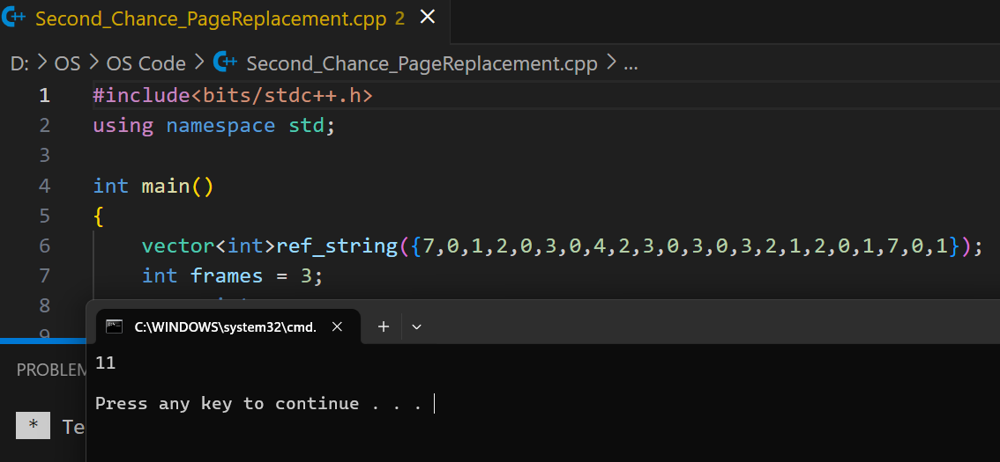 Second_Chance_PageReplacement.cpp 2
D: > OS > OS Code > Second_Chance_PageReplacement.cpp > ...
1 #include<bits/stdc++.h>
2 using namespace std;
3
4 int main()
5 {
6 vector<int>ref_string({7,0,1,2,0,3,0,4,2,3,0,3,0,3,2,1,2,0,1,7,0,1});
7 int frames = 3;
8
9
C:\WINDOWS\system32\cmd.
11
PROBLEM
Press any key to continue . . .
* Te